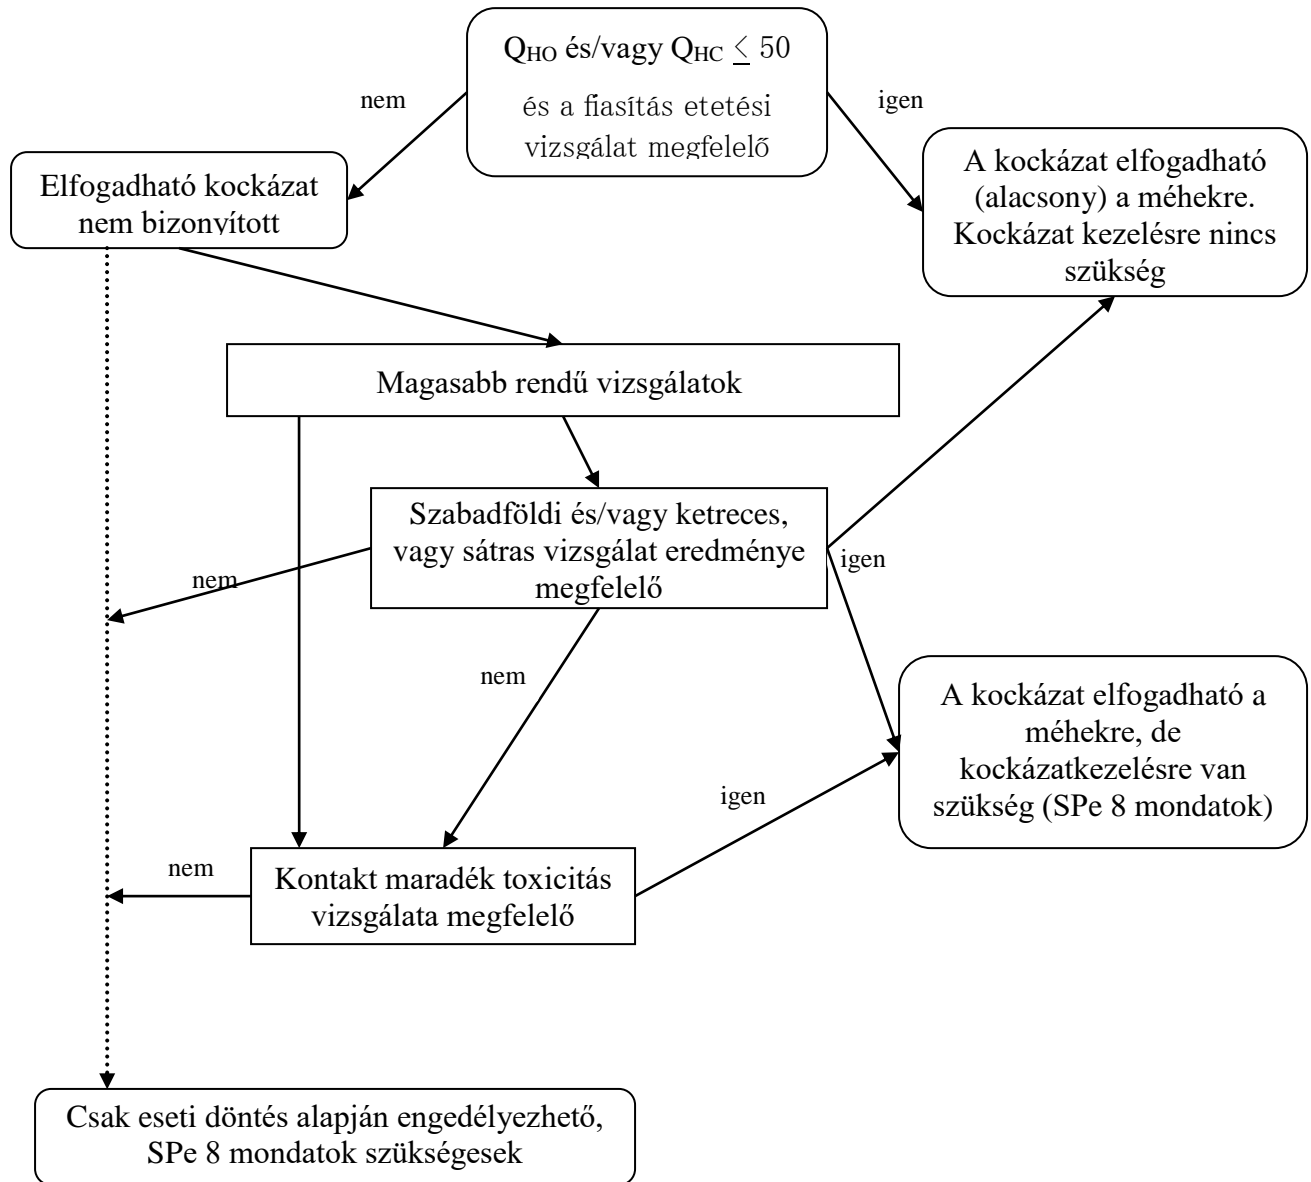 Q_HO és/vagy Q_HC ≤ 50
és a fiasítás etetési
vizsgálat megfelelő
nem
igen
Elfogadható kockázat
nem bizonyított
A kockázat elfogadható
(alacsony) a méhekre.
Kockázat kezelésre nincs
szükség
Magasabb rendű vizsgálatok
Szabadföldi és/vagy ketreces,
vagy sátras vizsgálat eredménye
megfelelő
nem
igen
nem
A kockázat elfogadható a
méhekre, de
kockázatkezelésre van
szükség (SPe 8 mondatok)
igen
nem
Kontakt maradék toxicitás
vizsgálata megfelelő
Csak eseti döntés alapján engedélyezhető,
SPe 8 mondatok szükségesek